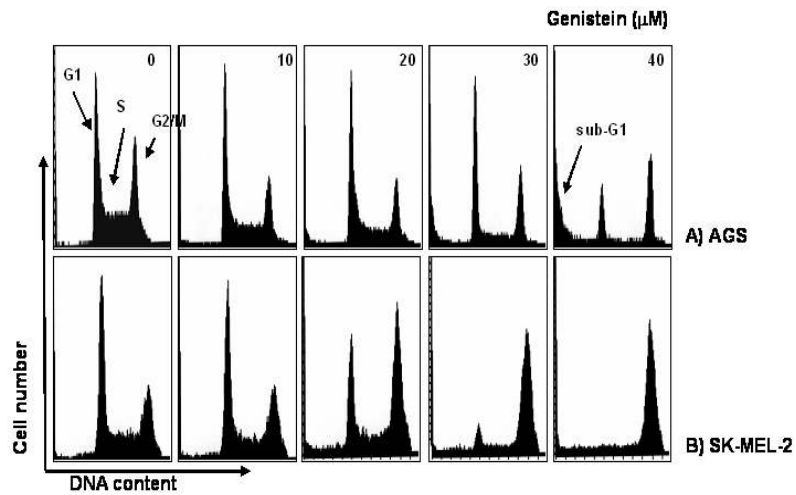 Genistein (μM)
0
10
20
30
40
G1
S
G2/M
sub-G1
A) AGS
B) SK-MEL-2
Cell number
DNA content